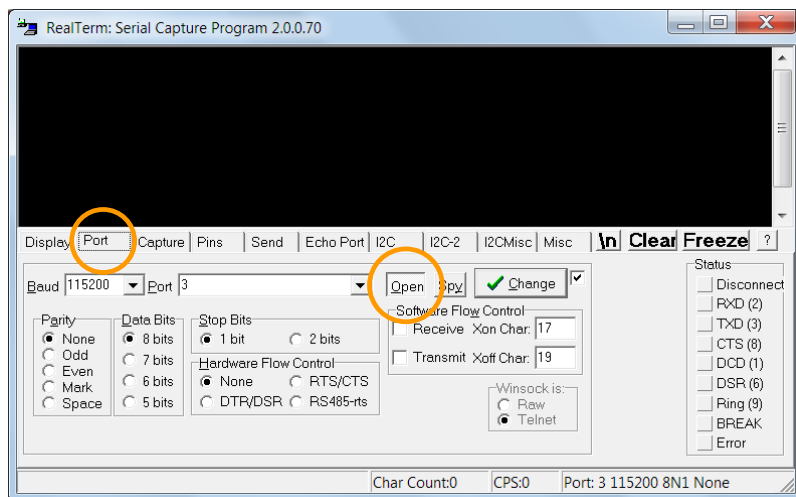 RealTerm: Serial Capture Program 2.0.0.70
Display Port Capture Pins Send Echo Port I2C I2C-2 I2CMisc Misc \n Clear Freeze ?
Baud 115200 Port 3 Open Spy Change
Parity
None
Odd
Even
Mark
Space
Data Bits
8 bits
7 bits
6 bits
5 bits
Stop Bits
1 bit 2 bits
Hardware Flow Control
None RTS/CTS
DTR/DSR RS485-rts
Software Flow Control
Receive Xon Char: 17
Transmit Xoff Char: 19
Winsock is:
Raw
Telnet
Status
Disconnect
RXD (2)
TXD (3)
CTS (8)
DCD (1)
DSR (6)
Ring (9)
BREAK
Error
Char Count:0 CPS:0 Port: 3 115200 8N1 None